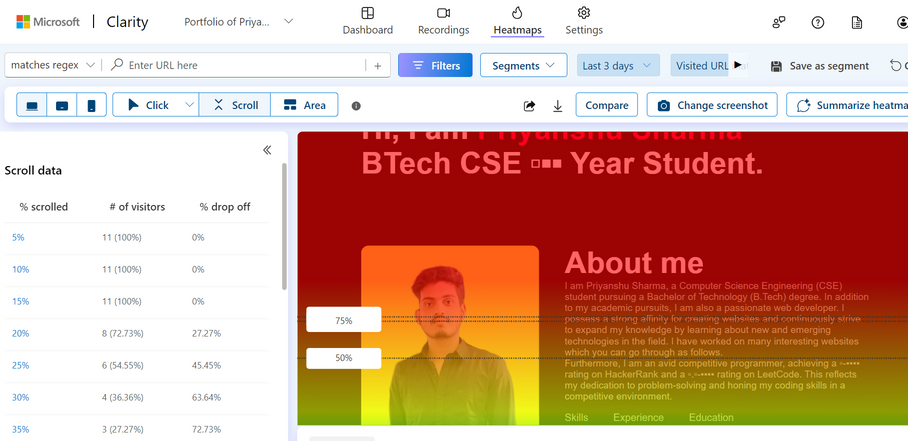 Microsoft Clarity Portfolio of Priya...
Dashboard Recordings Heatmaps Settings
matches regex Enter URL here + Filters Segments Last 3 days Visited URL Save as segment
Click Scroll Area Compare Change screenshot Summarize heatma
Scroll data
% scrolled # of visitors % drop off
5% 11 (100%) 0%
10% 11 (100%) 0%
15% 11 (100%) 0%
20% 8 (72.73%) 27.27%
25% 6 (54.55%) 45.45%
30% 4 (36.36%) 63.64%
35% 3 (27.27%) 72.73%
Hi, I am Priyanshu Sharma
BTech CSE Year Student.
About me
I am Priyanshu Sharma, a Computer Science Engineering (CSE)
student pursuing a Bachelor of Technology (B.Tech) degree. In addition
to my academic pursuits, I am also a passionate web developer. I
possess a strong affinity for creating websites and continuously strive
to expand my knowledge by learning about new and emerging
technologies in the field. I have worked on many interesting websites
which you can go through as follows.
Furthermore, I am an avid competitive programmer, achieving a
rating on HackerRank and a rating on LeetCode. This reflects
my dedication to problem-solving and honing my coding skills in a
competitive environment.
Skills Experience Education
75%
50%